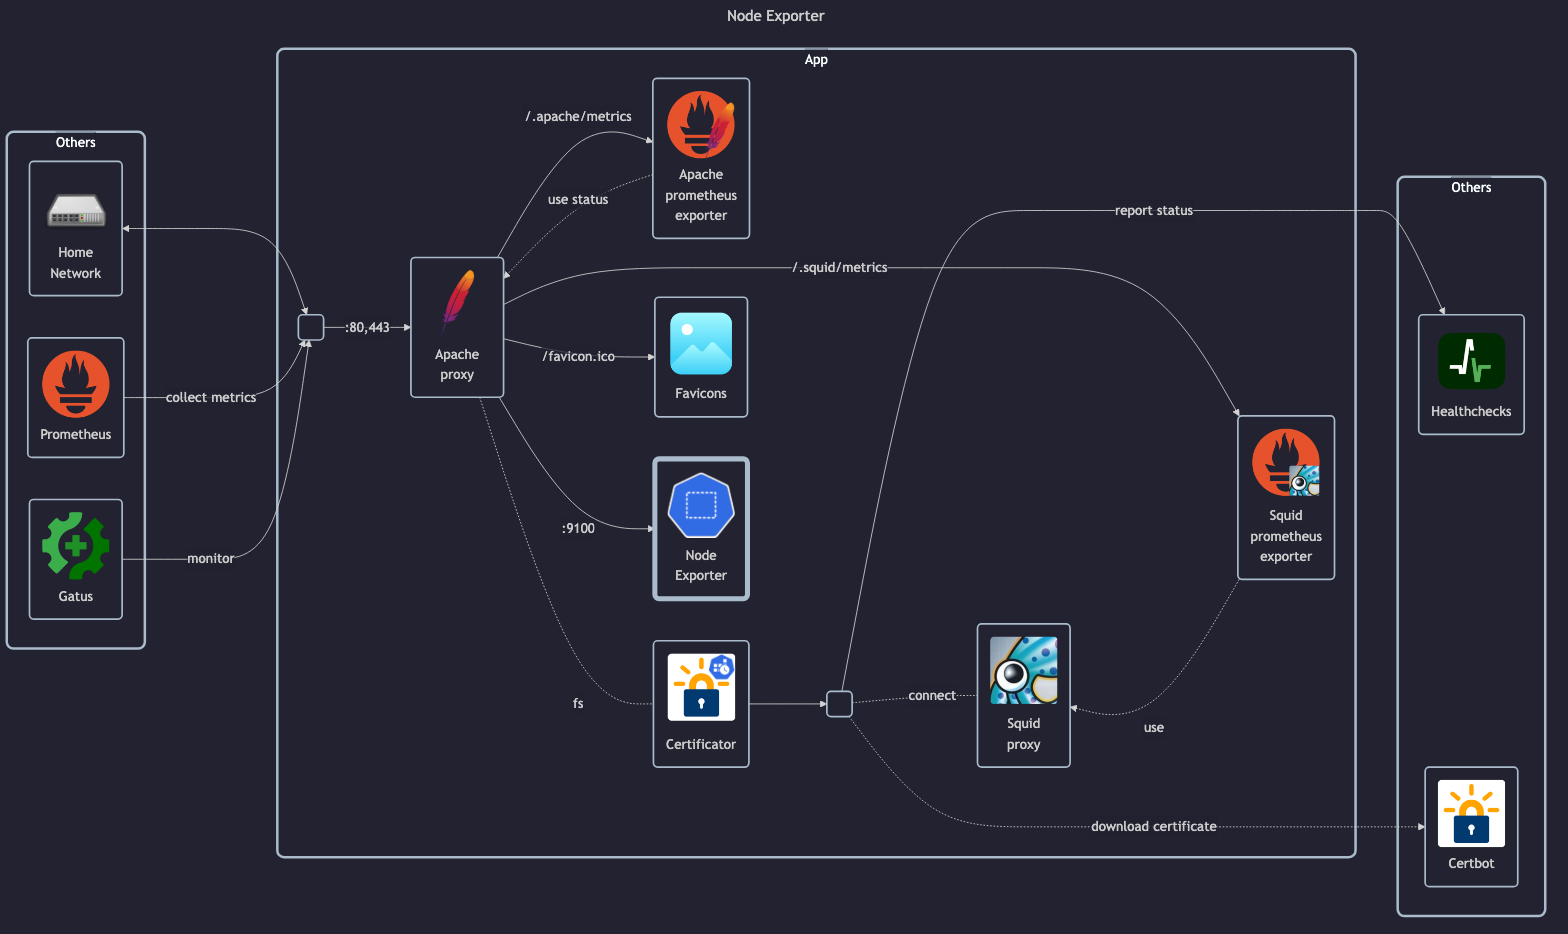 Node Exporter
App
Others
Home
Network
Prometheus
Gatus
collect metrics
monitor
:80,443
Apache
proxy
/.apache/metrics
use status
/.squid/metrics
/favicon.ico
:9100
fs
Apache
prometheus
exporter
Favicons
Node
Exporter
Certificator
report status
connect
download certificate
Squid
proxy
use
Squid
prometheus
exporter
Others
Healthchecks
Certbot